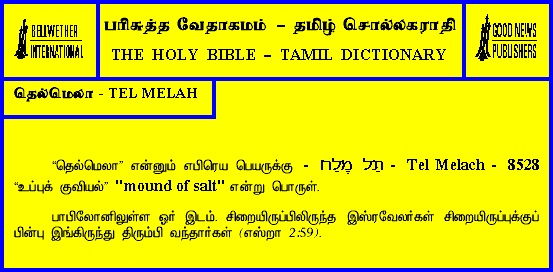 BELLWETHER
INTERNATIONAL
பரிசுத்த வேதாகமம் – தமிழ் சொல்லகராதி
THE HOLY BIBLE – TAMIL DICTIONARY
GOOD NEWS
PUBLISHERS
தெல்மெலா - TEL MELAH
“தெல்மெலா” என்னும் எபிரெய பெயருக்கு - תֵּל מֶלַח - Tel Melach - 8528
“உப்புக் குவியல்” "mound of salt" என்று பொருள்.
பாபிலோனிலுள்ள ஓர் இடம். சிறையிருப்பிலிருந்த இஸ்ரவேலர்கள் சிறையிருப்புக்குப்
பின்பு இங்கிருந்து திரும்பி வந்தார்கள் (எஸ்றா 2:59).